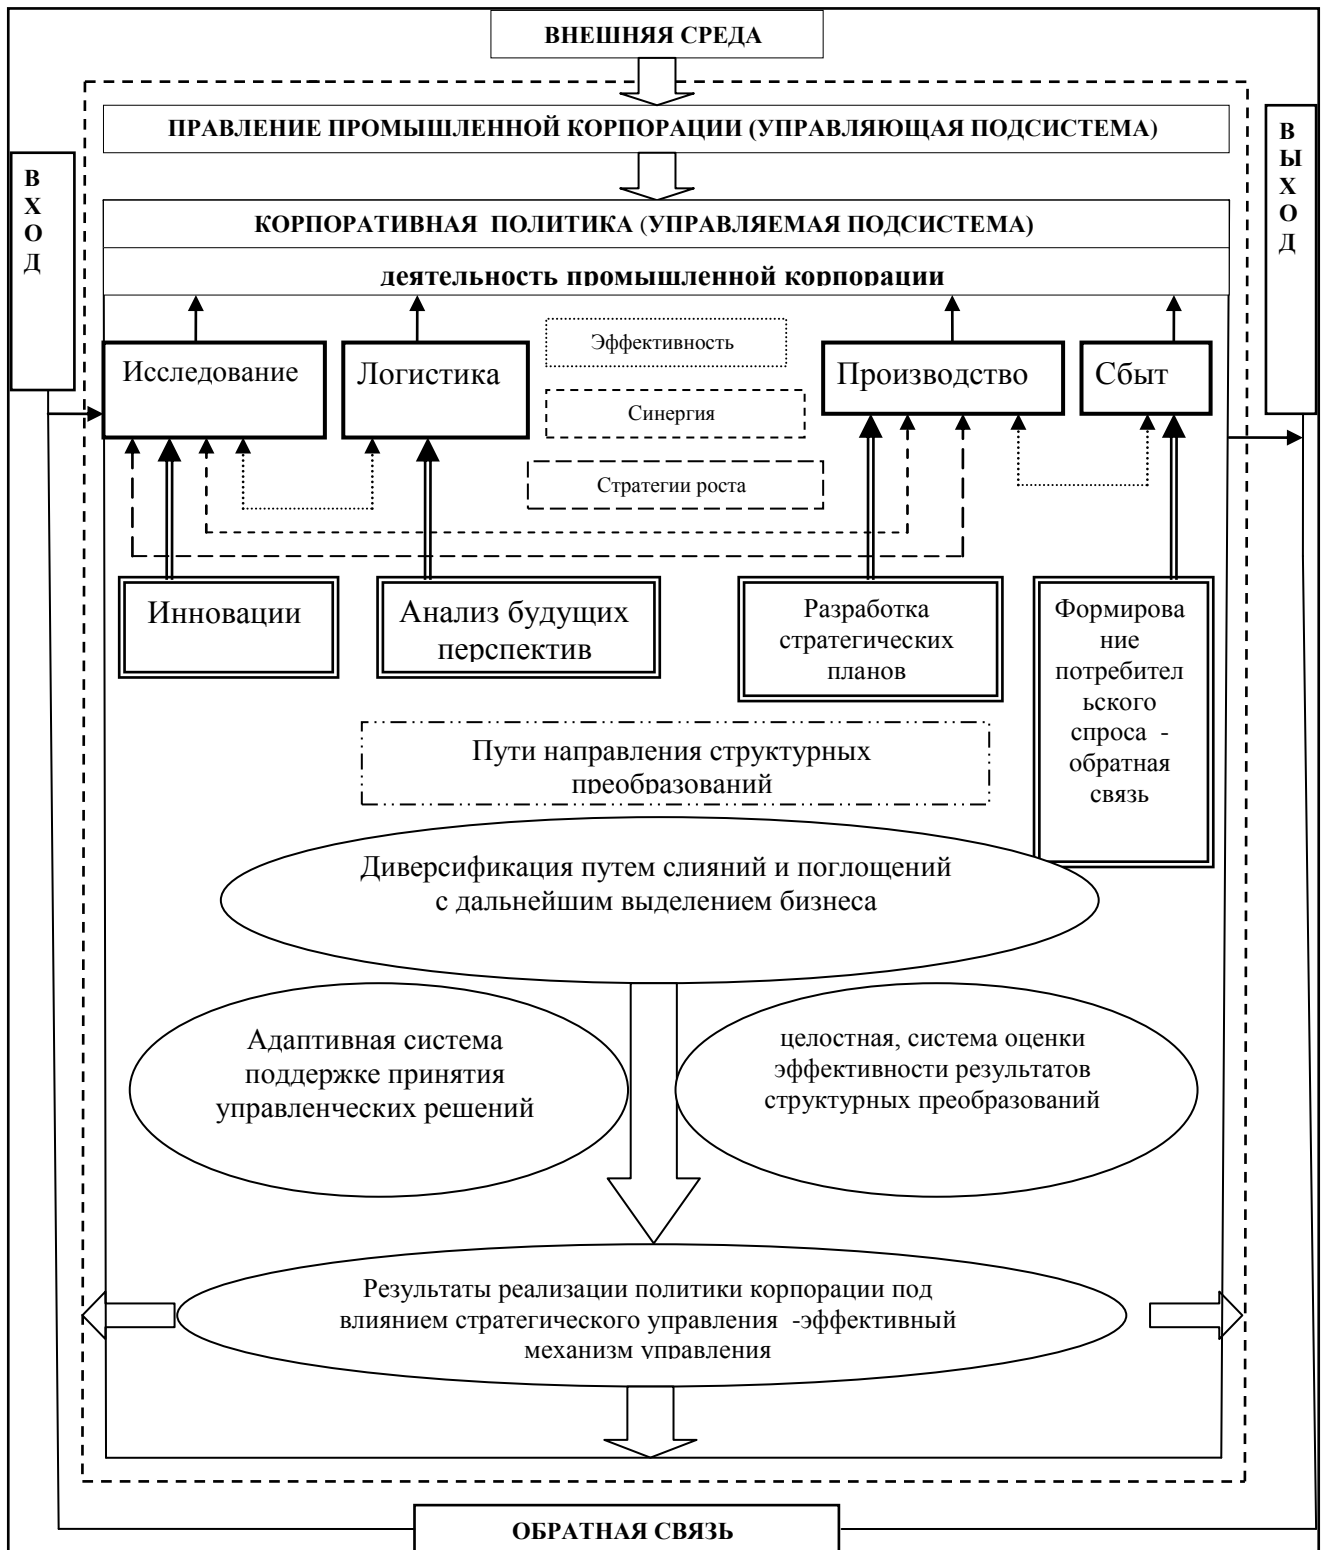 ВНЕШНЯЯ СРЕДА
ПРАВЛЕНИЕ ПРОМЫШЛЕННОЙ КОРПОРАЦИИ (УПРАВЛЯЮЩАЯ ПОДСИСТЕМА)
ВХОД
ВЫХОД
КОРПОРАТИВНАЯ ПОЛИТИКА (УПРАВЛЯЕМАЯ ПОДСИСТЕМА)
деятельность промышленной корпорации
Исследование
Логистика
Эффективность
Производство
Сбыт
Синергия
Стратегии роста
Инновации
Анализ будущих
перспектив
Разработка
стратегических
планов
Формирова
ние
потребител
ьского
спроса -
обратная
связь
Пути направления структурных
преобразований
Диверсификация путем слияний и поглощений
с дальнейшим выделением бизнеса
Адаптивная система
поддержке принятия
управленческих решений
целостная, система оценки
эффективности результатов
структурных преобразований
Результаты реализации политики корпорации под
влиянием стратегического управления -эффективный
механизм управления
ОБРАТНАЯ СВЯЗЬ